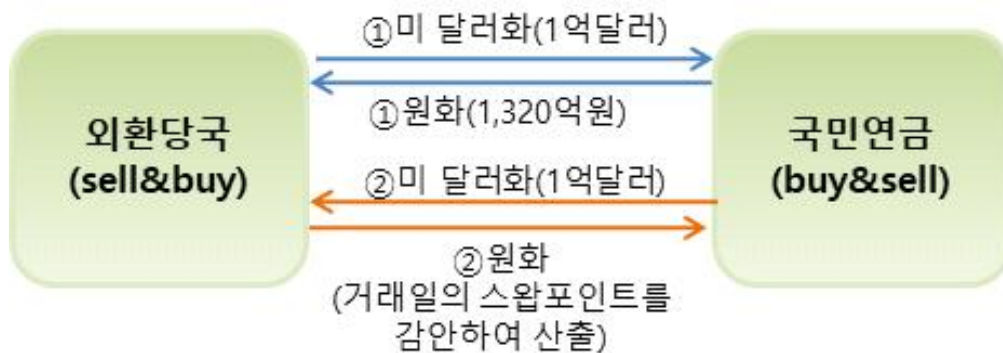 ①미 달러화(1억달러)
①원화(1,320억원)
외환당국
(sell&buy)
국민연금
(buy&sell)
②미 달러화(1억달러)
②원화
(거래일의 스왑포인트를
감안하여 산출)